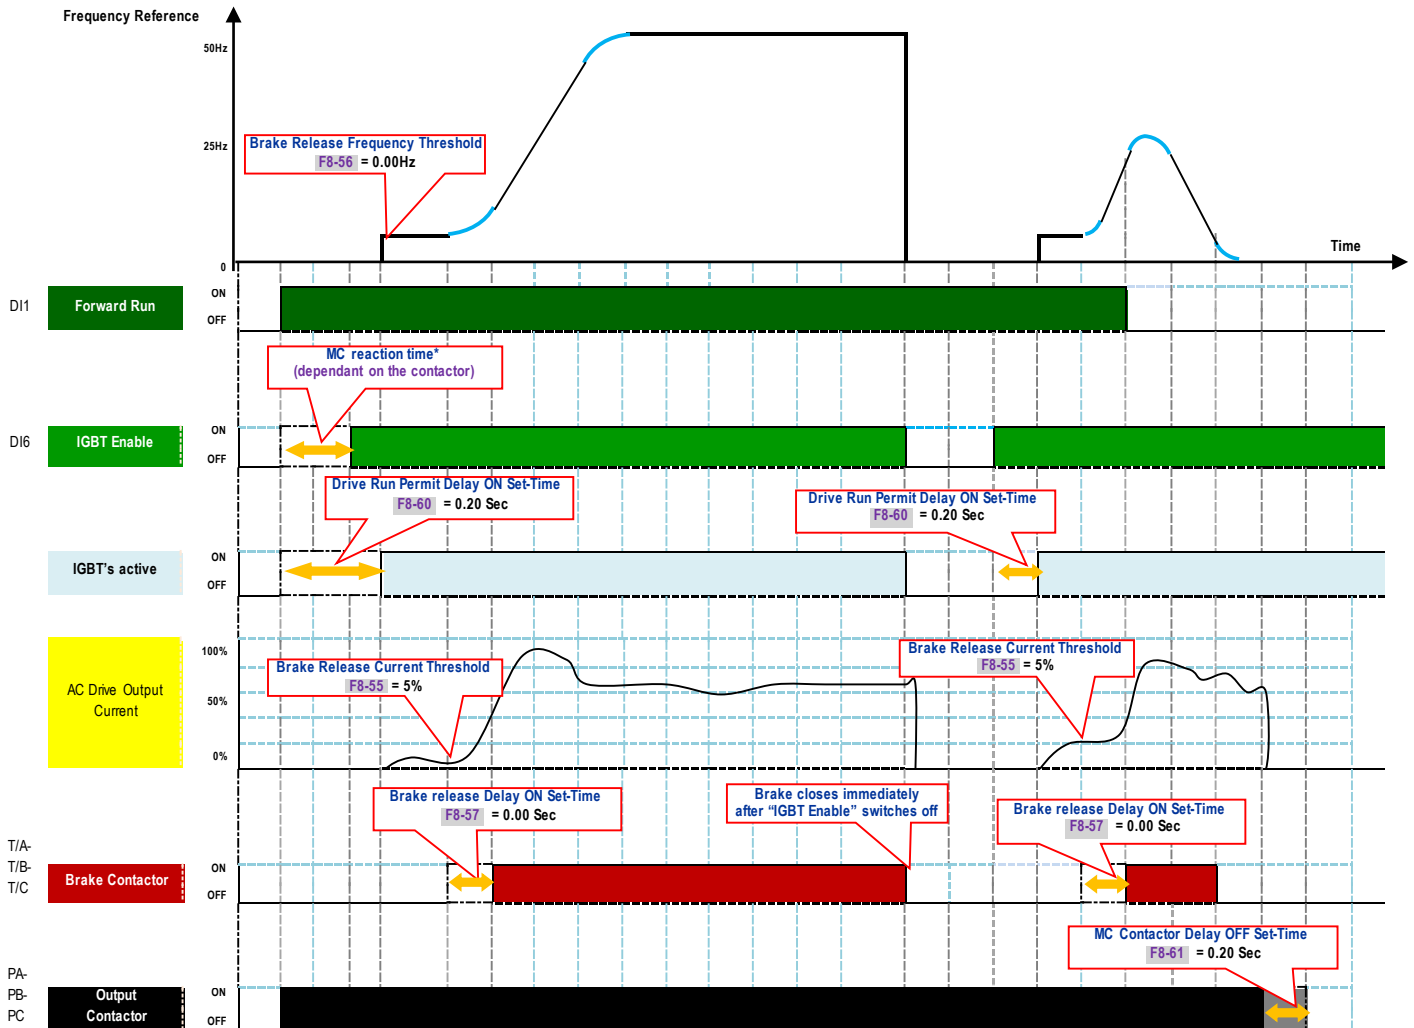 Frequency Reference
50Hz
Brake Release Frequency Threshold
F8-56 = 0.00Hz
25Hz
Time
0
DI1
Forward Run
ON
OFF
MC reaction time*
(dependant on the contactor)
DI6
IGBT Enable
ON
OFF
Drive Run Permit Delay ON Set-Time
F8-60 = 0.20 Sec
Drive Run Permit Delay ON Set-Time
F8-60 = 0.20 Sec
IGBT's active
ON
OFF
AC Drive Output
Current
100%
50%
0%
Brake Release Current Threshold
F8-55 = 5%
Brake Release Current Threshold
F8-55 = 5%
Brake release Delay ON Set-Time
F8-57 = 0.00 Sec
Brake closes immediately
after “IGBT Enable” switches off
Brake release Delay ON Set-Time
F8-57 = 0.00 Sec
T/A-
T/B-
T/C
Brake Contactor
ON
OFF
MC Contactor Delay OFF Set-Time
F8-61 = 0.20 Sec
PA-
PB-
PC
Output
Contactor
ON
OFF